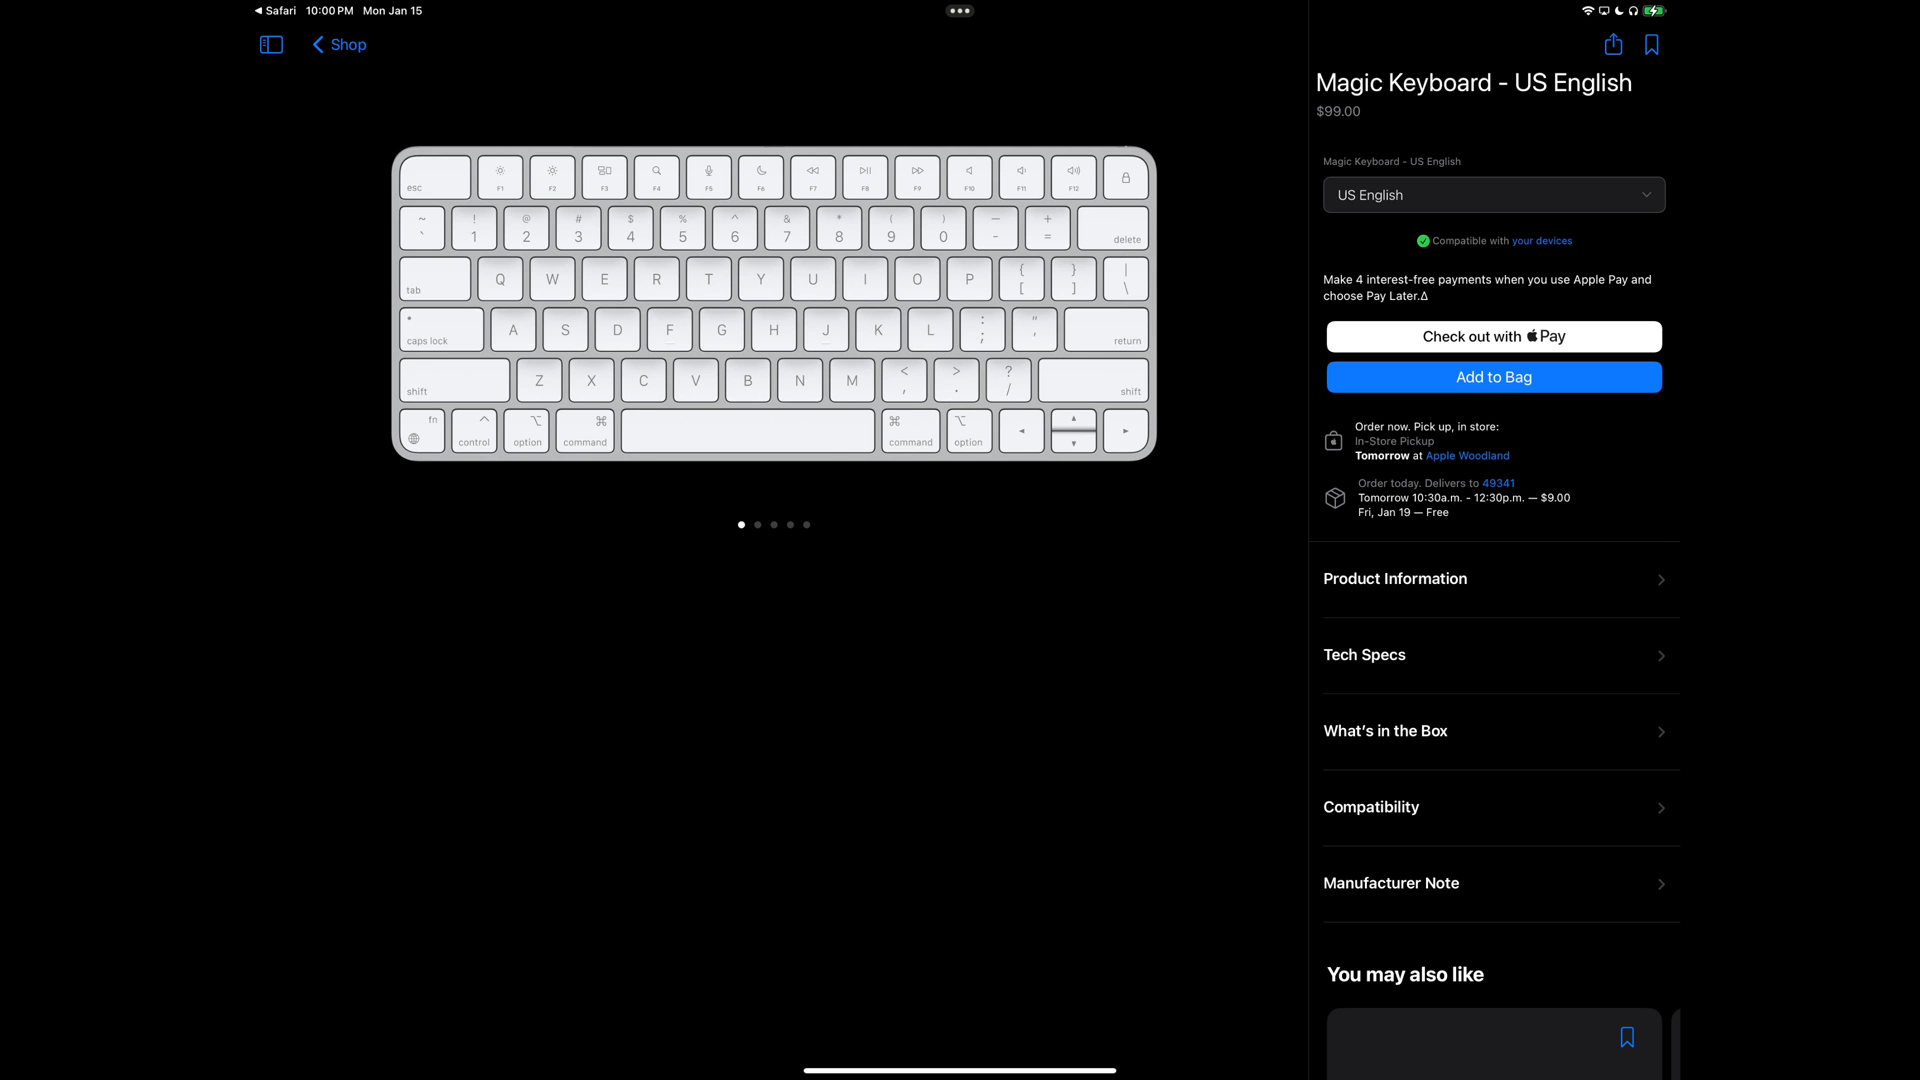 ◀ Safari 10:00 PM Mon Jan 15
Shop
Magic Keyboard - US English
$99.00
Magic Keyboard - US English
US English
Compatible with your devices
Make 4 interest-free payments when you use Apple Pay and
choose Pay Later.∆
Check out with Pay
Add to Bag
Order now. Pick up, in store:
In-Store Pickup
Tomorrow at Apple Woodland
Order today. Delivers to 49341
Tomorrow 10:30a.m. - 12:30p.m. — $9.00
Fri, Jan 19 — Free
Product Information
Tech Specs
What's in the Box
Compatibility
Manufacturer Note
You may also like
esc F1 F2 F3 F4 F5 F6 F7 F8 F9 F10 F11 F12
~ ! @ # $ % ^ & * ( ) — +
` 1 2 3 4 5 6 7 8 9 0 - = delete
tab Q W E R T Y U I O P { [ } ] | \
caps lock A S D F G H J K L : ; " ' return
shift Z X C V B N M < , > . ? / shift
fn control option command command option